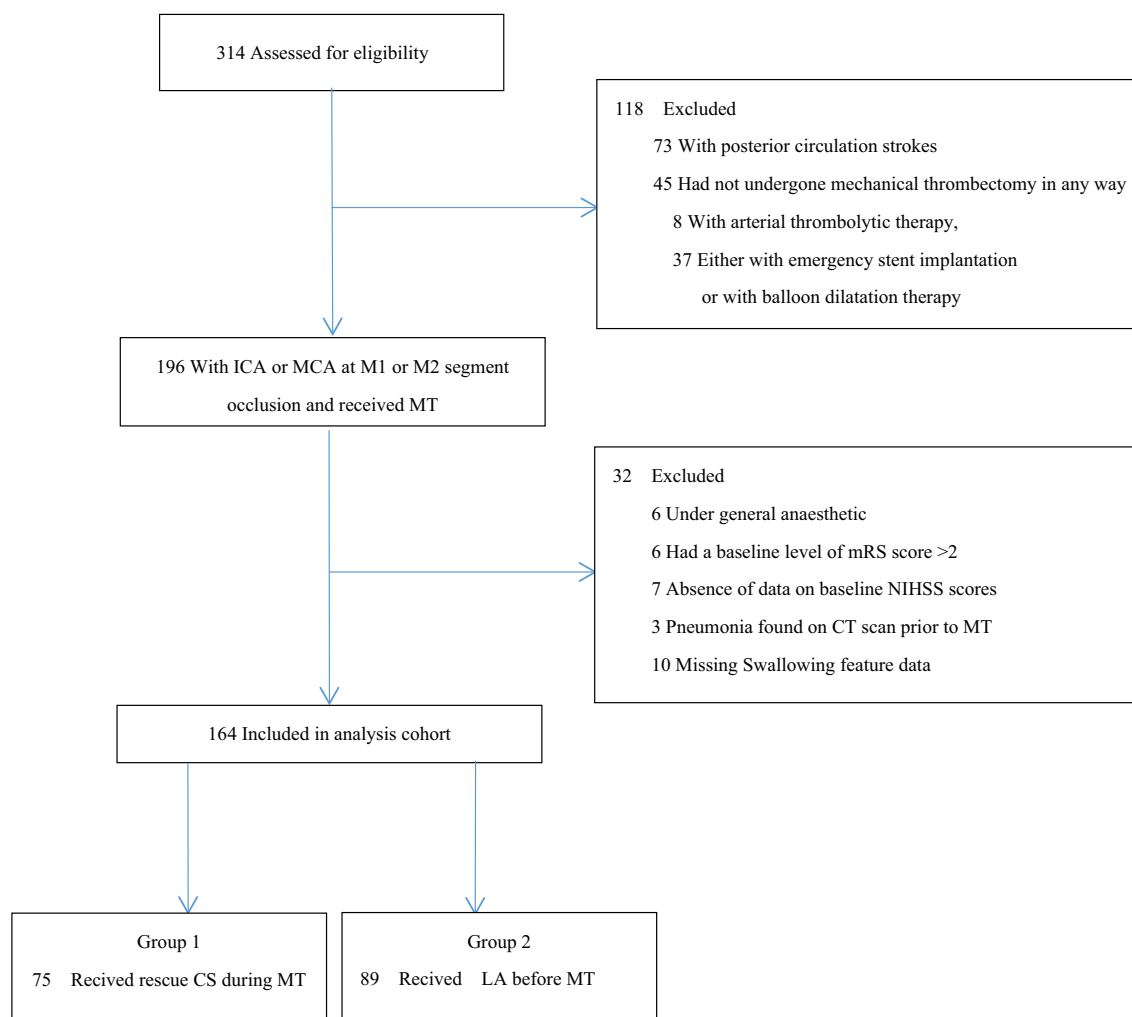 314 Assessed for eligibility
118 Excluded
73 With posterior circulation strokes
45 Had not undergone mechanical thrombectomy in any way
8 With arterial thrombolytic therapy,
37 Either with emergency stent implantation
or with balloon dilatation therapy
196 With ICA or MCA at M1 or M2 segment
occlusion and received MT
32 Excluded
6 Under general anaesthetic
6 Had a baseline level of mRS score >2
7 Absence of data on baseline NIHSS scores
3 Pneumonia found on CT scan prior to MT
10 Missing Swallowing feature data
164 Included in analysis cohort
Group 1
75 Recived rescue CS during MT
Group 2
89 Recived LA before MT